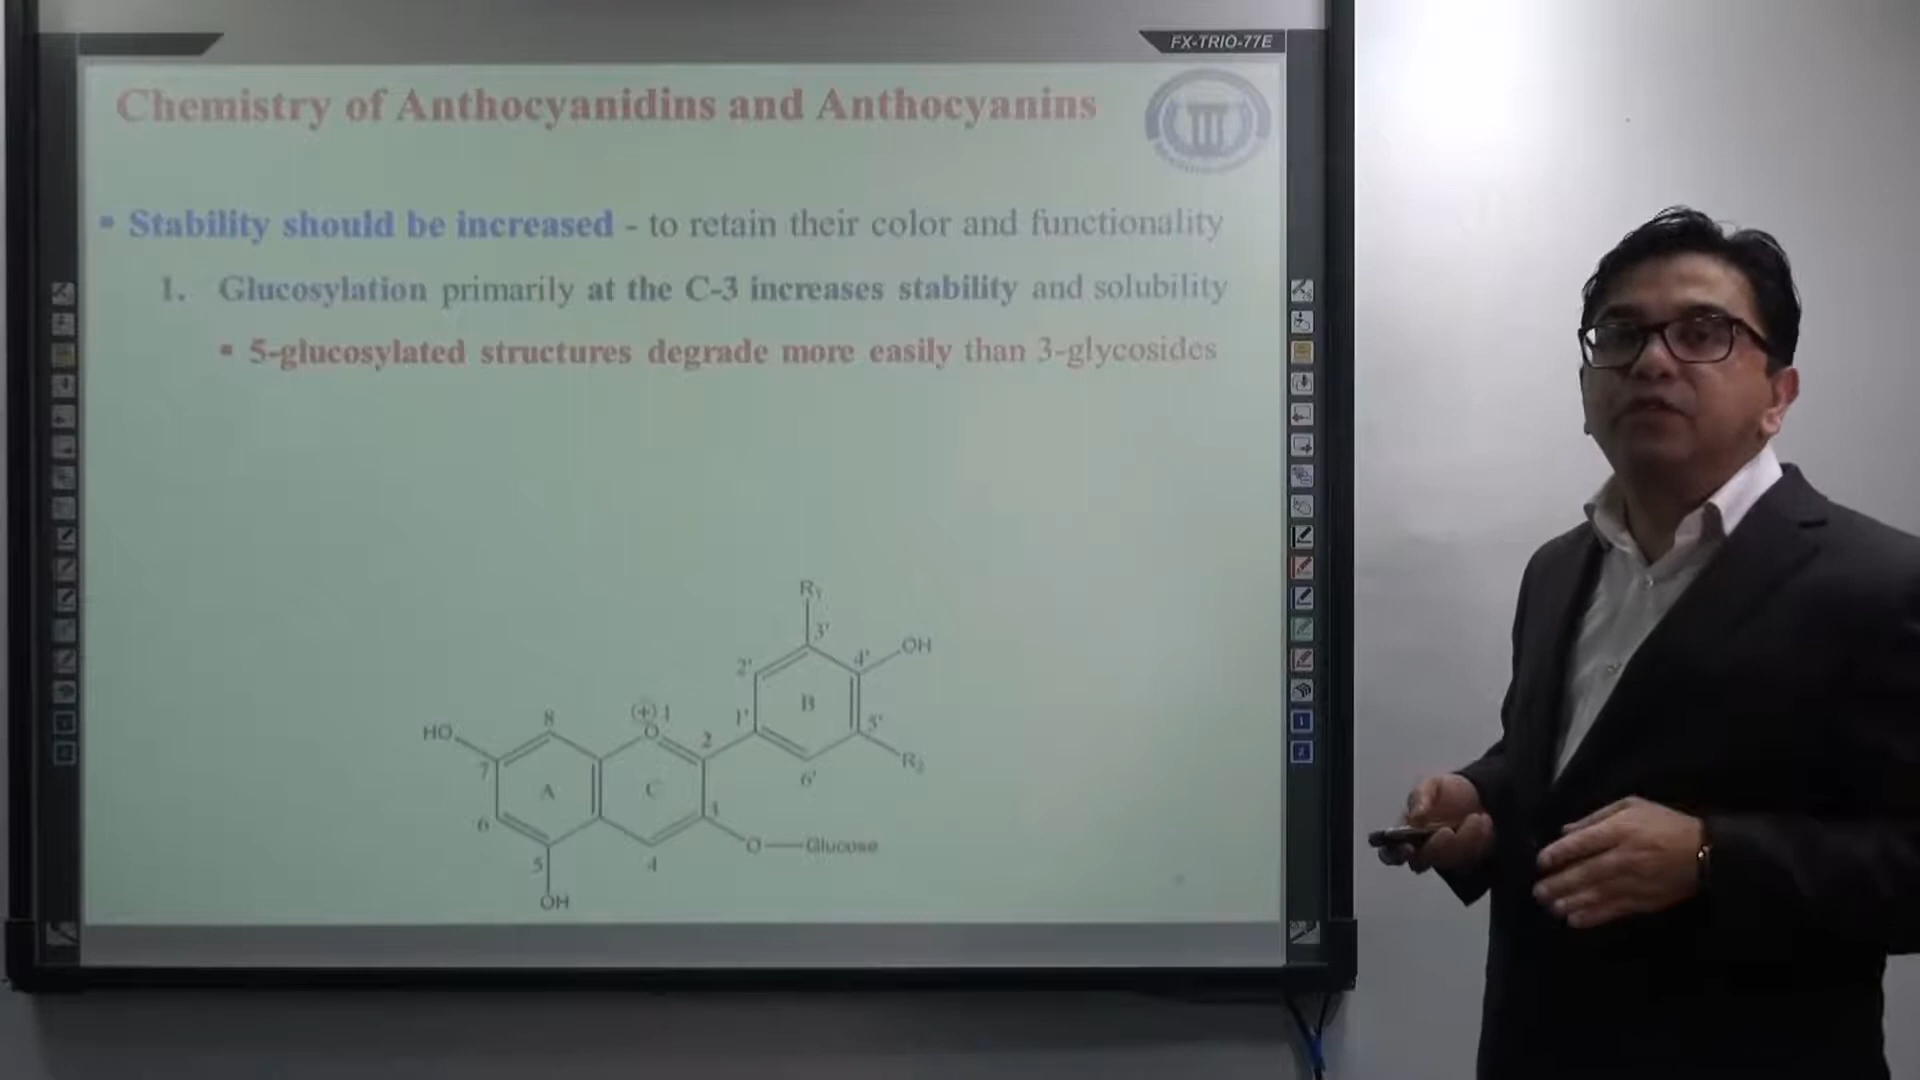 FX-TRIO-77E
Chemistry of Anthocyanidins and Anthocyanins
▪ Stability should be increased - to retain their color and functionality
1. Glucosylation primarily at the C-3 increases stability and solubility
▪ 5-glucosylated structures degrade more easily than 3-glycosides
R₁
3'
OH
2'
4'
B
(+) 1
1'
5'
8
HO
O
2
R₂
7
6'
A
C
3
6
O
Glucose
5
4
OH
1
2